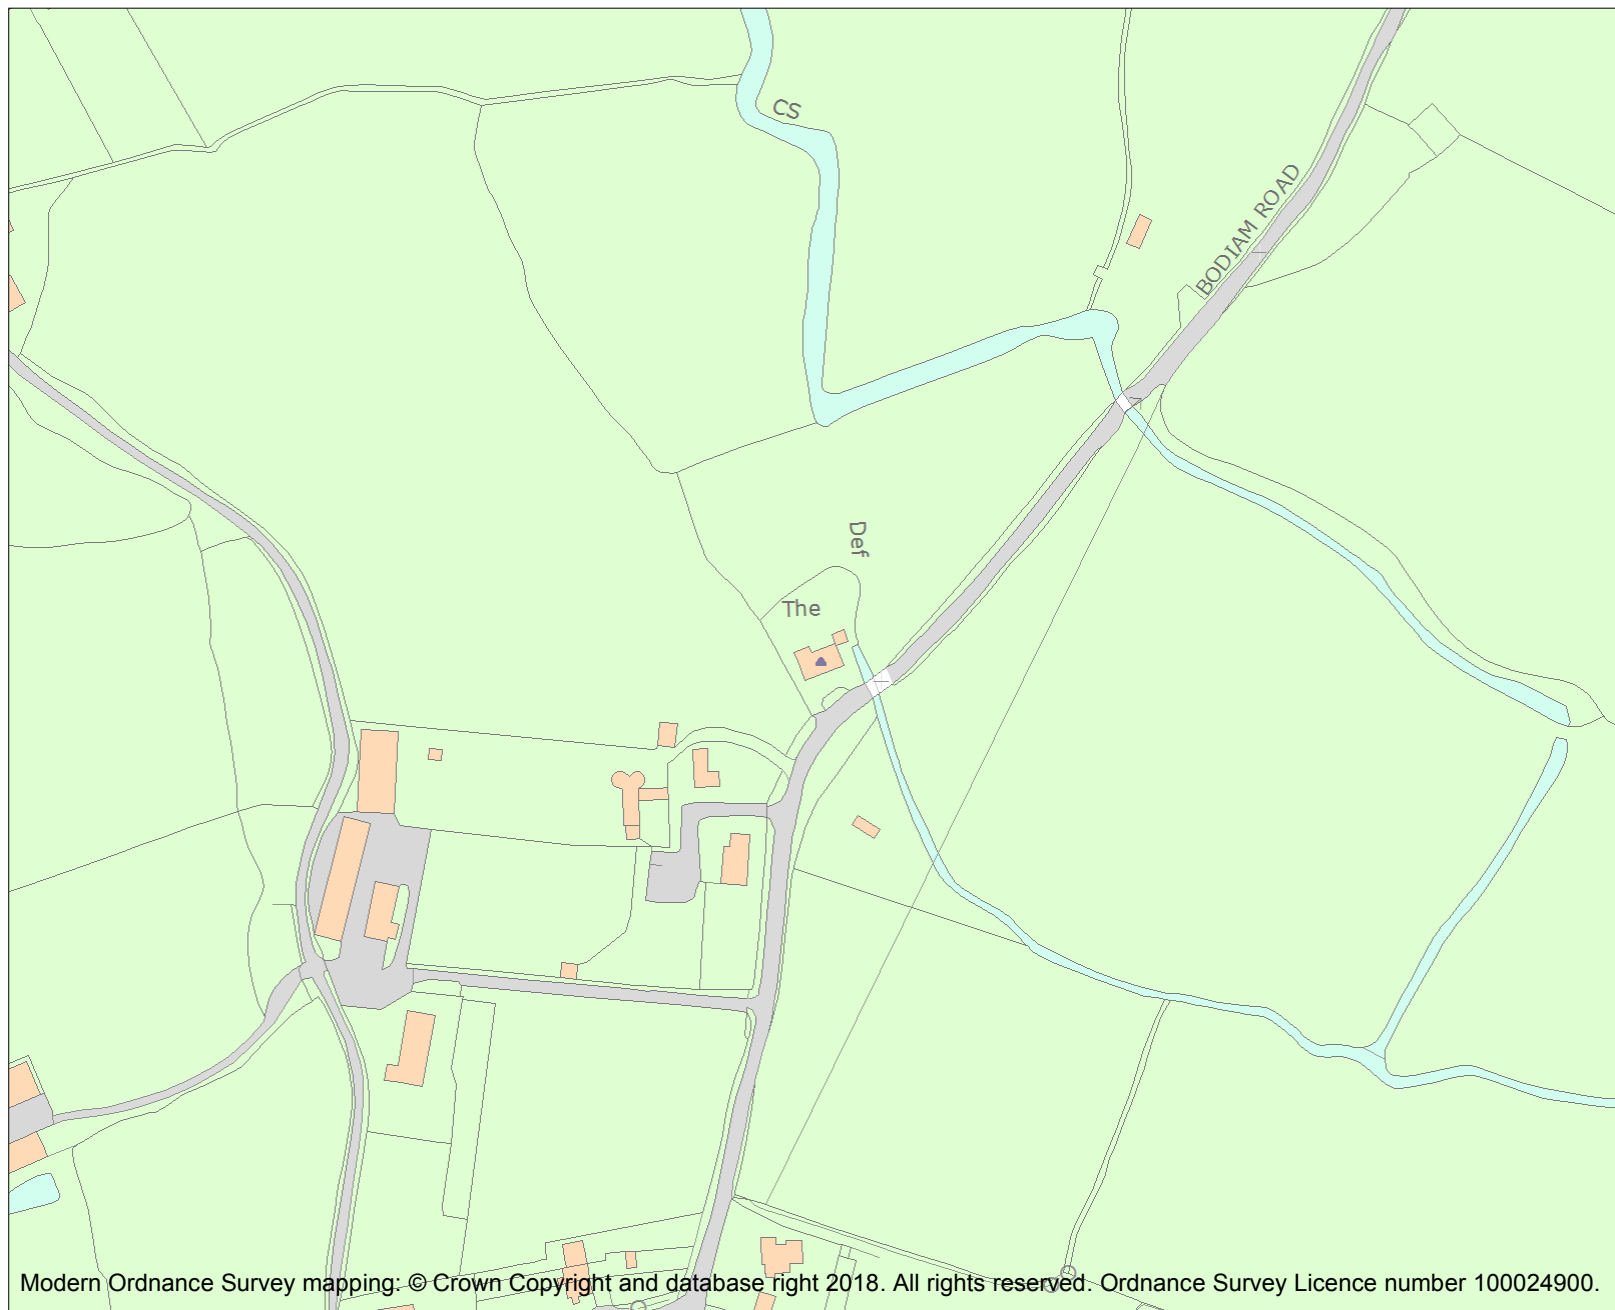 CS
BODIAM ROAD
Def
The
Modern Ordnance Survey mapping: © Crown Copyright and database right 2018. All rights reserved. Ordnance Survey Licence number 100024900.